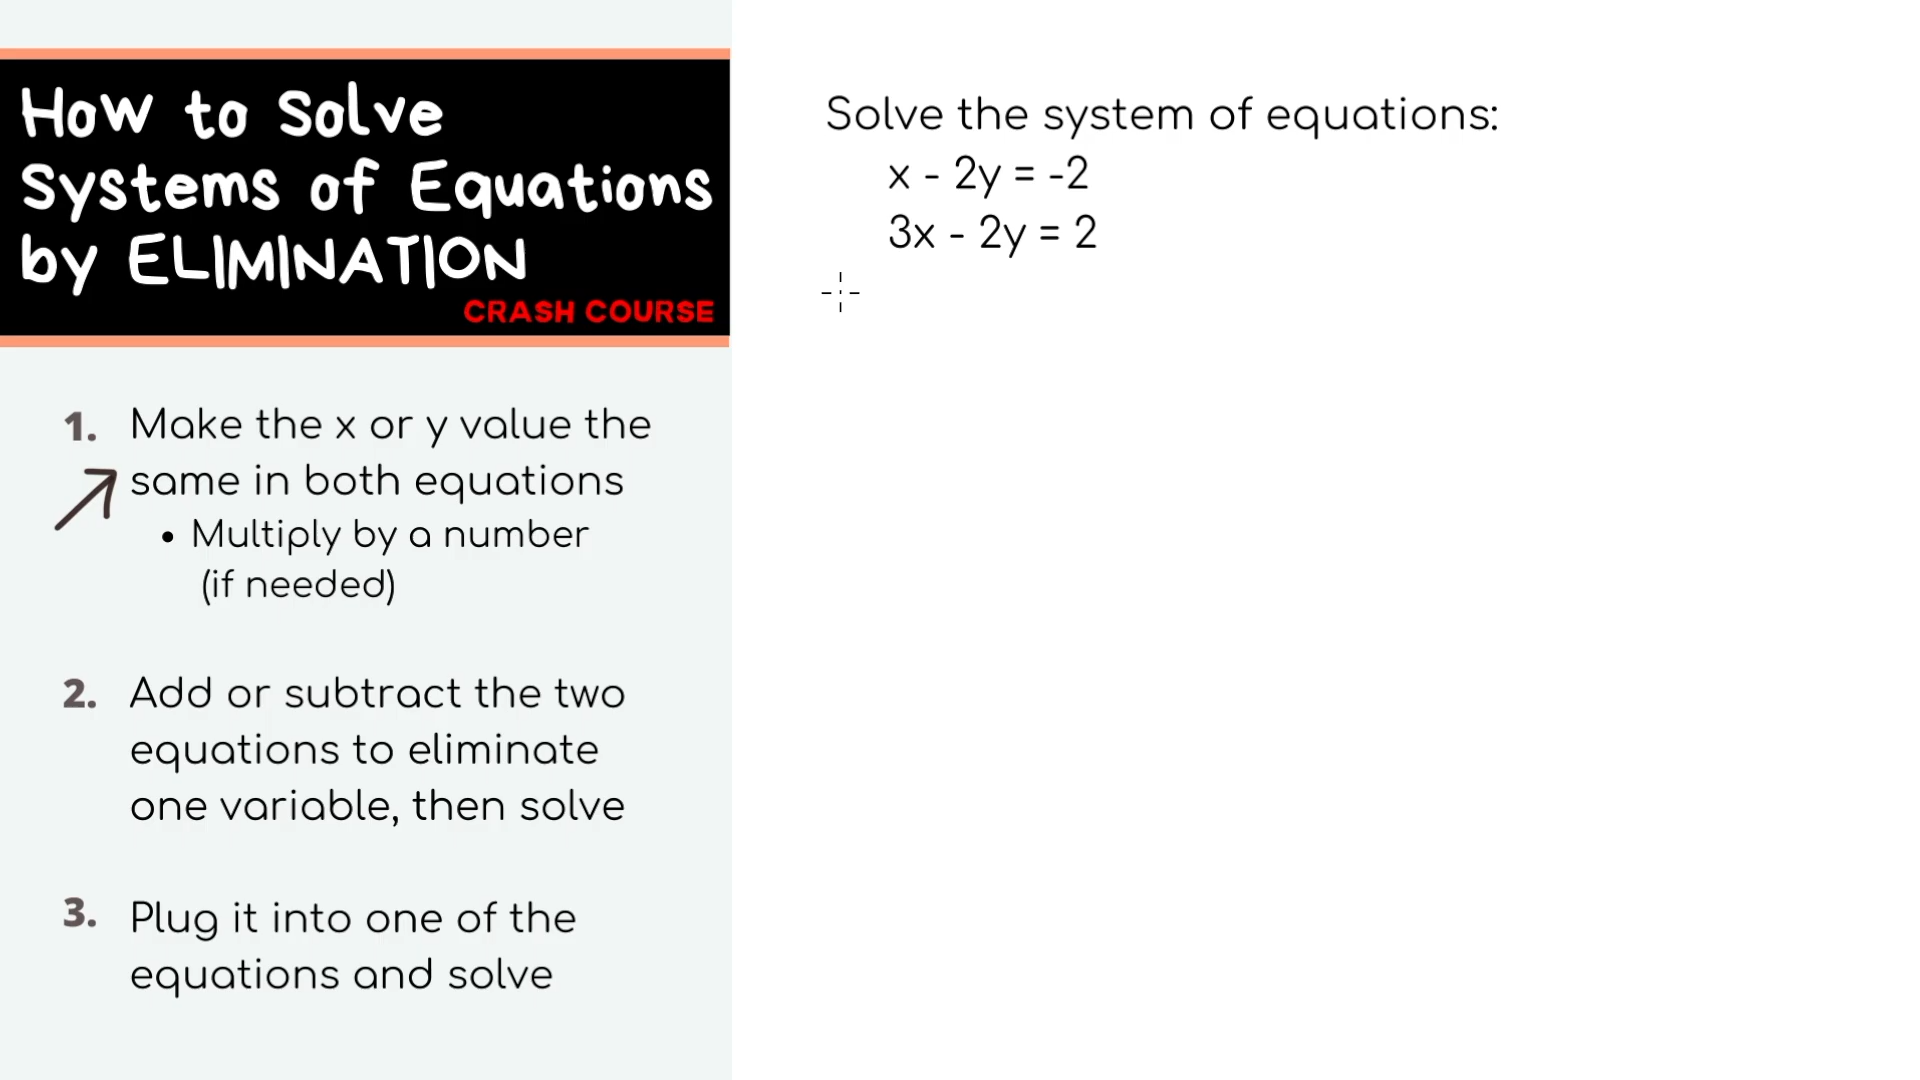 How to Solve
Systems of Equations
by ELIMINATION
CRASH COURSE
1. Make the x or y value the
same in both equations
• Multiply by a number
(if needed)
2. Add or subtract the two
equations to eliminate
one variable, then solve
3. Plug it into one of the
equations and solve
Solve the system of equations:
x - 2y = -2
3x - 2y = 2